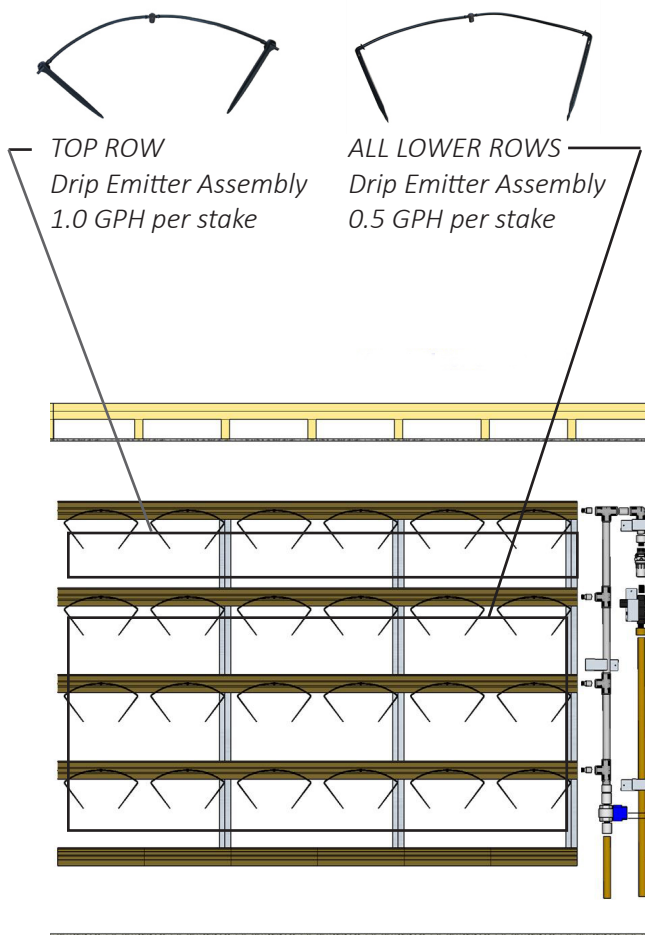 TOP ROW
Drip Emitter Assembly
1.0 GPH per stake
ALL LOWER ROWS
Drip Emitter Assembly
0.5 GPH per stake